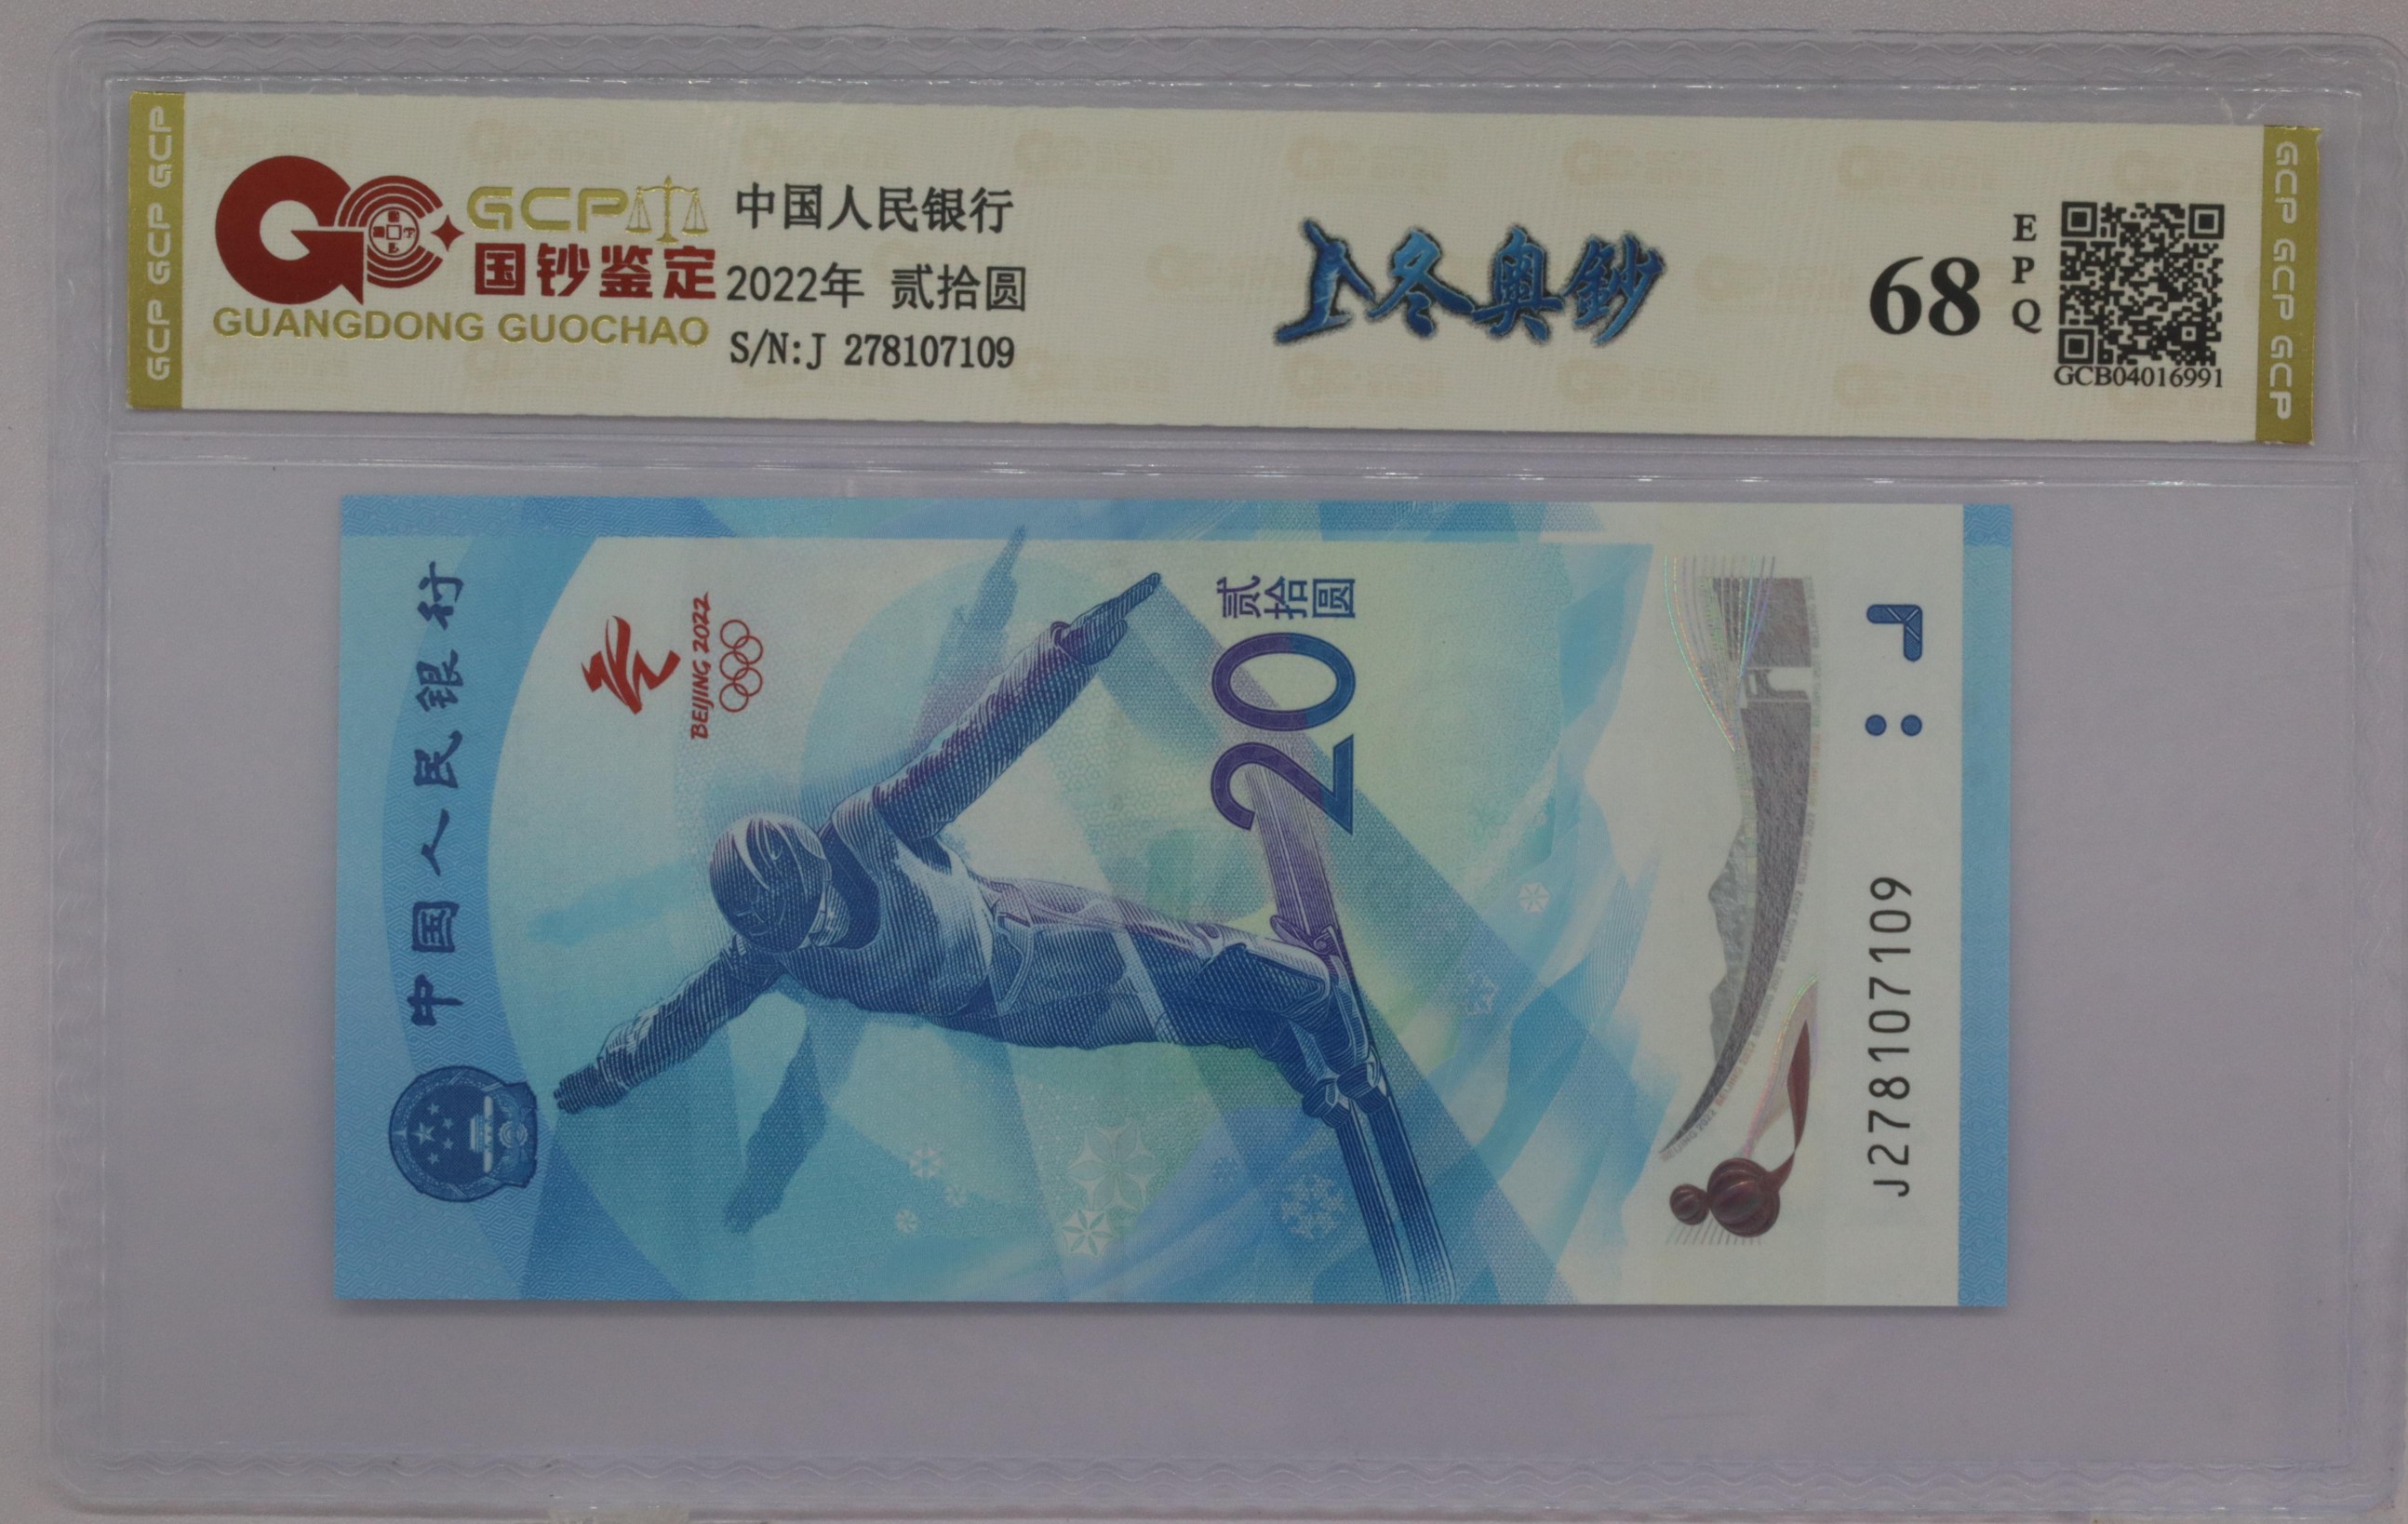 GCP GCP GCP
GCP
国钞鉴定
GUANGDONG GUOCHAO
中国人民银行
2022年 贰拾圆
S/N:J 278107109
冬奥鈔
68
EPQ
GCB04016991
GCP GCP GCP
中国人民银行
BEIJING 2022
贰拾圆
20
J278107109